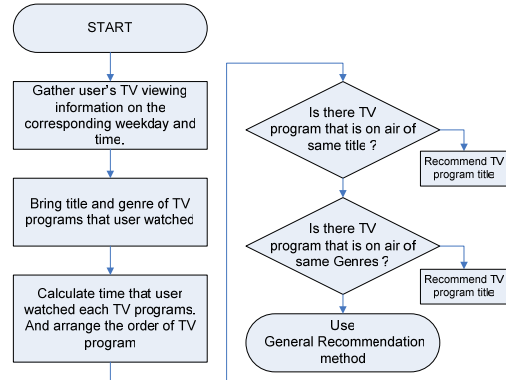 START
Gather user's TV viewing
information on the
corresponding weekday and
time.
Bring title and genre of TV
programs that user watched
Calculate time that user
watched each TV programs.
And arrange the order of TV
program
Is there TV
program that is on air of
same title ?
Recommend TV
program title
Is there TV
program that is on air of
same Genres ?
Recommend TV
program title
Use
General Recommendation
method